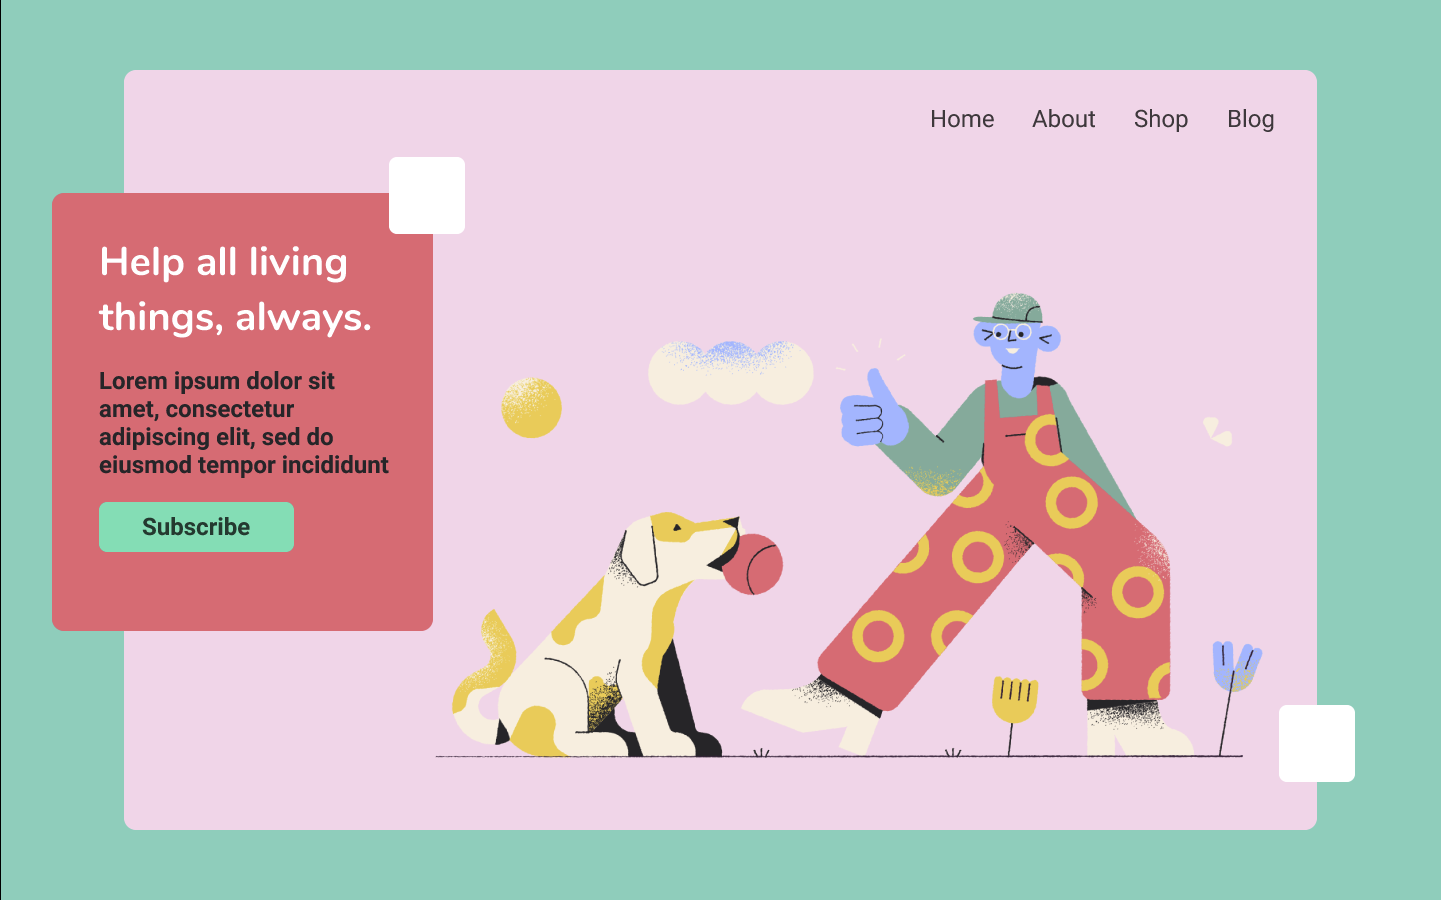 Home About Shop Blog
Help all living
things, always.
Lorem ipsum dolor sit
amet, consectetur
adipiscing elit, sed do
eiusmod tempor incididunt
Subscribe